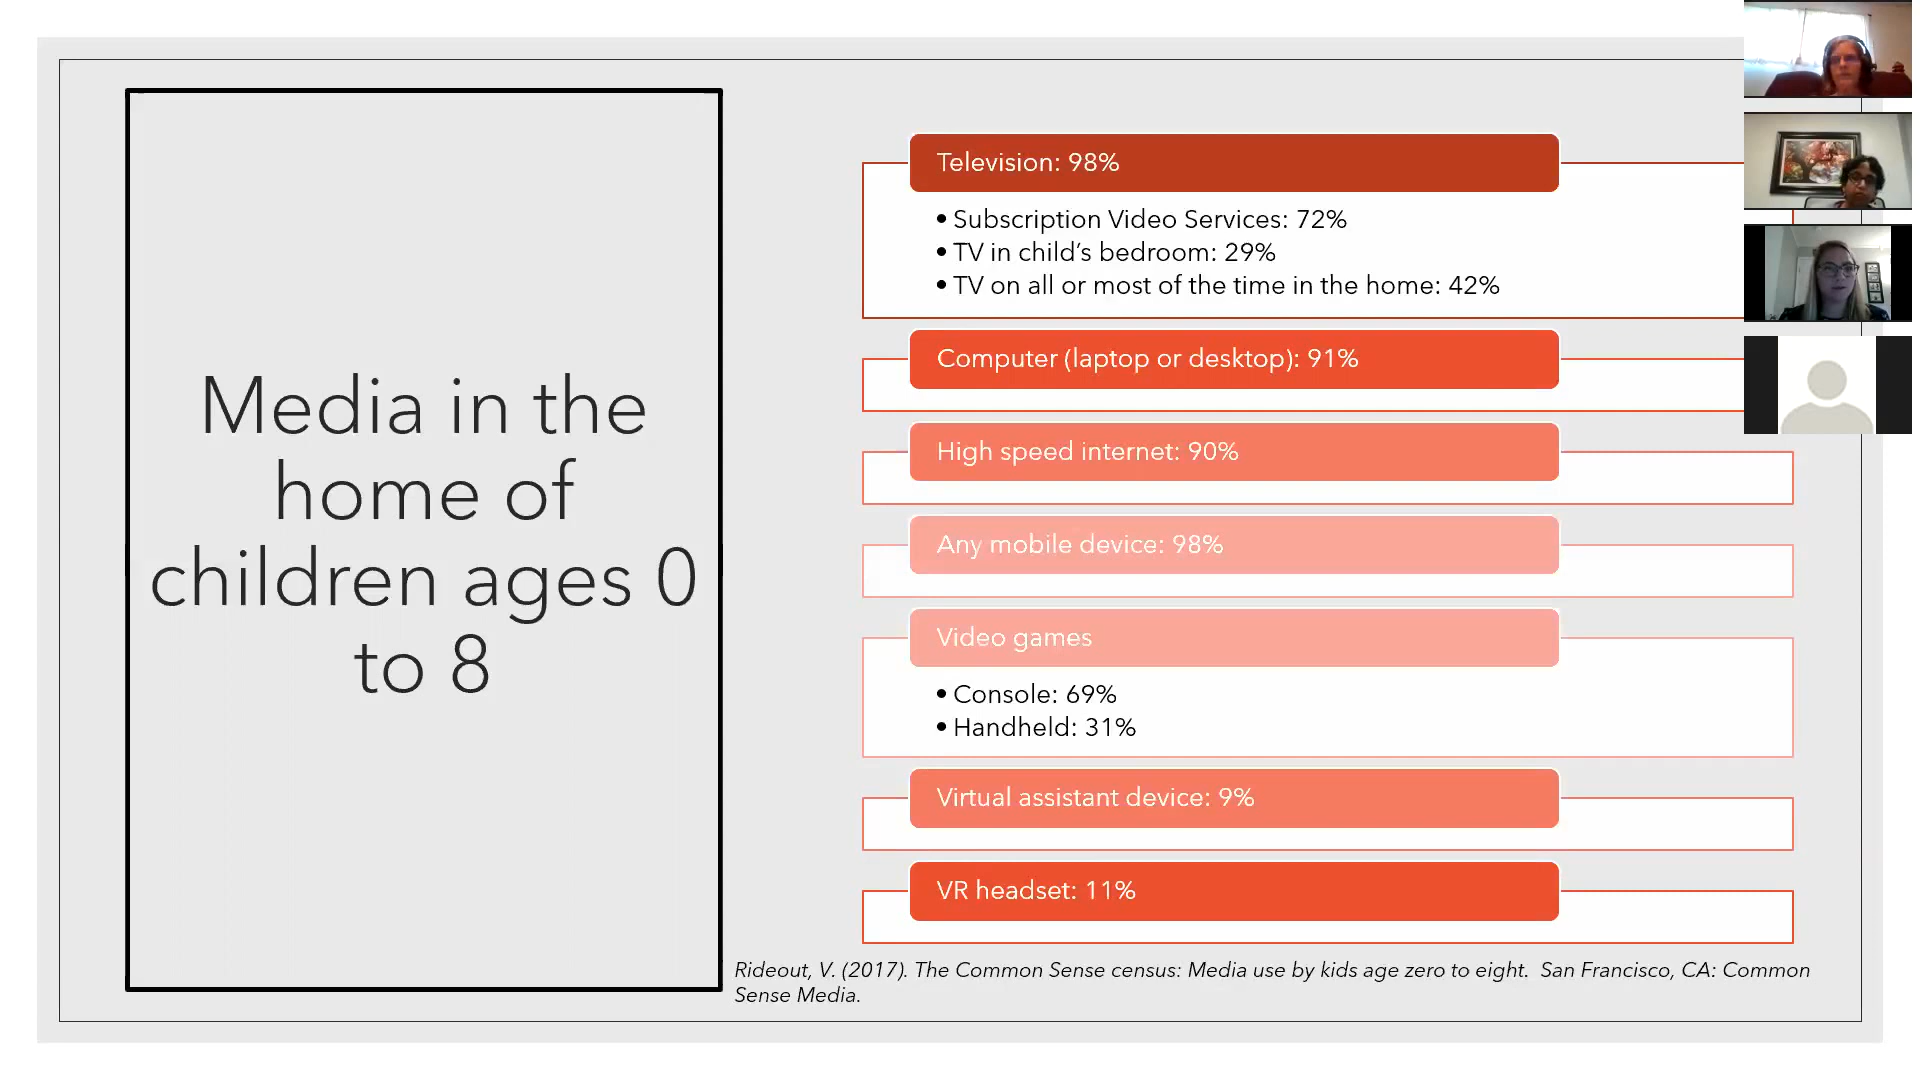 Media in the
home of
children ages 0
to 8
Television: 98%
• Subscription Video Services: 72%
• TV in child’s bedroom: 29%
• TV on all or most of the time in the home: 42%
Computer (laptop or desktop): 91%
High speed internet: 90%
Any mobile device: 98%
Video games
• Console: 69%
• Handheld: 31%
Virtual assistant device: 9%
VR headset: 11%
Rideout, V. (2017). The Common Sense census: Media use by kids age zero to eight.  San Francisco, CA: Common
Sense Media.